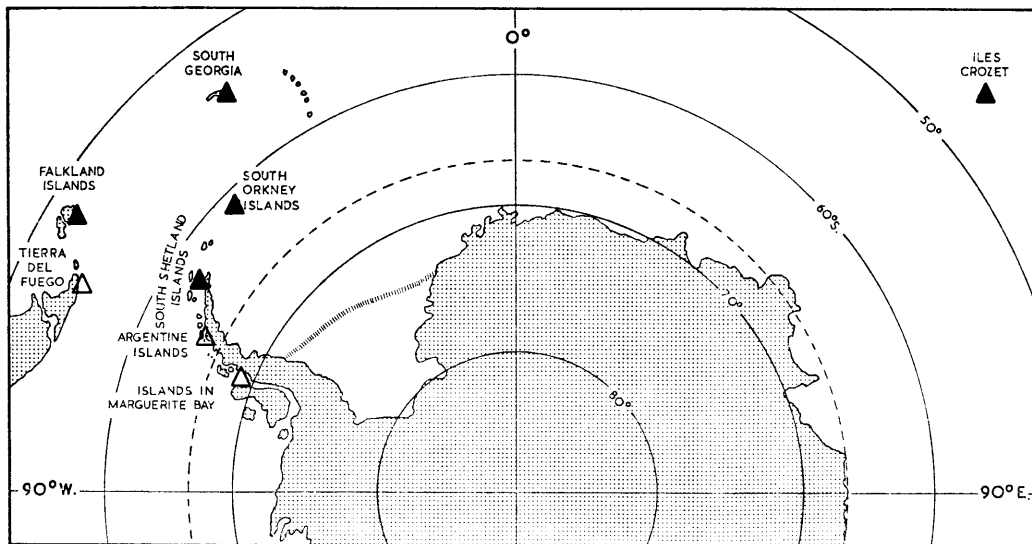 SOUTH
GEORGIA
0°
ILES
CROZET
50°
FALKLAND
ISLANDS
SOUTH
ORKNEY
ISLANDS
60°S.
TIERRA
DEL
FUEGO
SOUTH SHETLAND
ISLANDS
70°
ARGENTINE
ISLANDS
ISLANDS IN
MARGUERITE BAY
80°
90°W.
90°E.